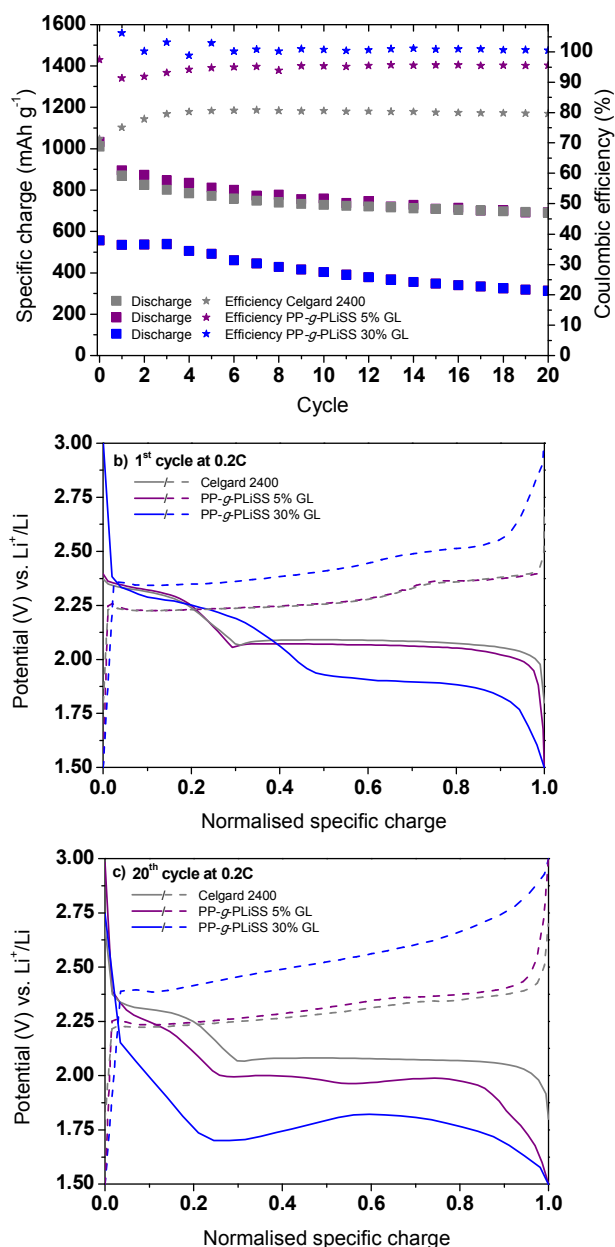 1600
1400
1200
1000
800
600
400
200
0
Specific charge (mAh g-1)
100
90
80
70
60
50
40
30
20
10
0
Coulombic efficiency (%)
Discharge Efficiency Celgard 2400
Discharge Efficiency PP-g-PLiSS 5% GL
Discharge Efficiency PP-g-PLiSS 30% GL
0 2 4 6 8 10 12 14 16 18 20
Cycle
3.00
2.75
2.50
2.25
2.00
1.75
1.50
Potential (V) vs. Li+/Li
b) 1st cycle at 0.2C
-/- Celgard 2400
-/- PP-g-PLiSS 5% GL
-/- PP-g-PLiSS 30% GL
0.0 0.2 0.4 0.6 0.8 1.0
Normalised specific charge
3.00
2.75
2.50
2.25
2.00
1.75
1.50
Potential (V) vs. Li+/Li
c) 20th cycle at 0.2C
-/- Celgard 2400
-/- PP-g-PLiSS 5% GL
-/- PP-g-PLiSS 30% GL
0.0 0.2 0.4 0.6 0.8 1.0
Normalised specific charge